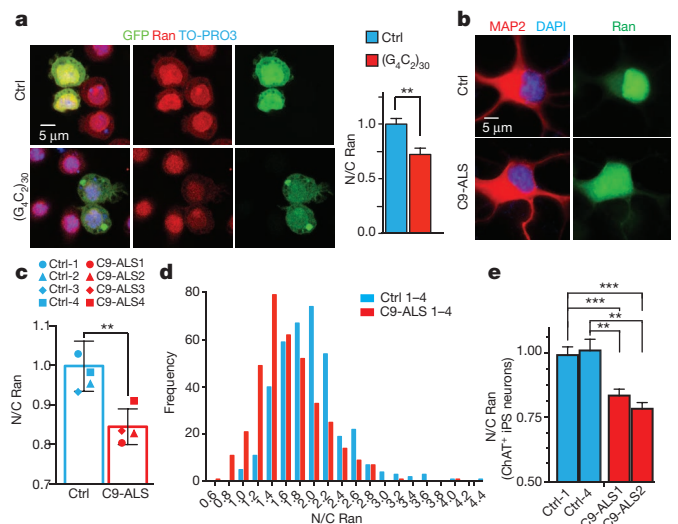 a
GFP Ran TO-PRO3
Ctrl
5 μm
(G4C2)30
Ctrl
(G4C2)30
**
N/C Ran
1.0
0.5
0.0
b
MAP2 DAPI Ran
Ctrl
5 μm
C9-ALS
c
Ctrl-1 C9-ALS1
Ctrl-2 C9-ALS2
Ctrl-3 C9-ALS3
Ctrl-4 C9-ALS4
**
N/C Ran
1.1
1.0
0.9
0.8
0.7
Ctrl C9-ALS
d
Ctrl 1–4
C9-ALS 1–4
Frequency
80
60
40
20
0
0.6 0.8 1.0 1.2 1.4 1.6 1.8 2.0 2.2 2.4 2.6 2.8 3.0 3.2 3.4 3.6 3.8 4.0 4.2 4.4
N/C Ran
e
***
***
**
**
N/C Ran
(ChAT+ iPS neurons)
1.00
0.75
0.50
Ctrl-1 Ctrl-4 C9-ALS1 C9-ALS2